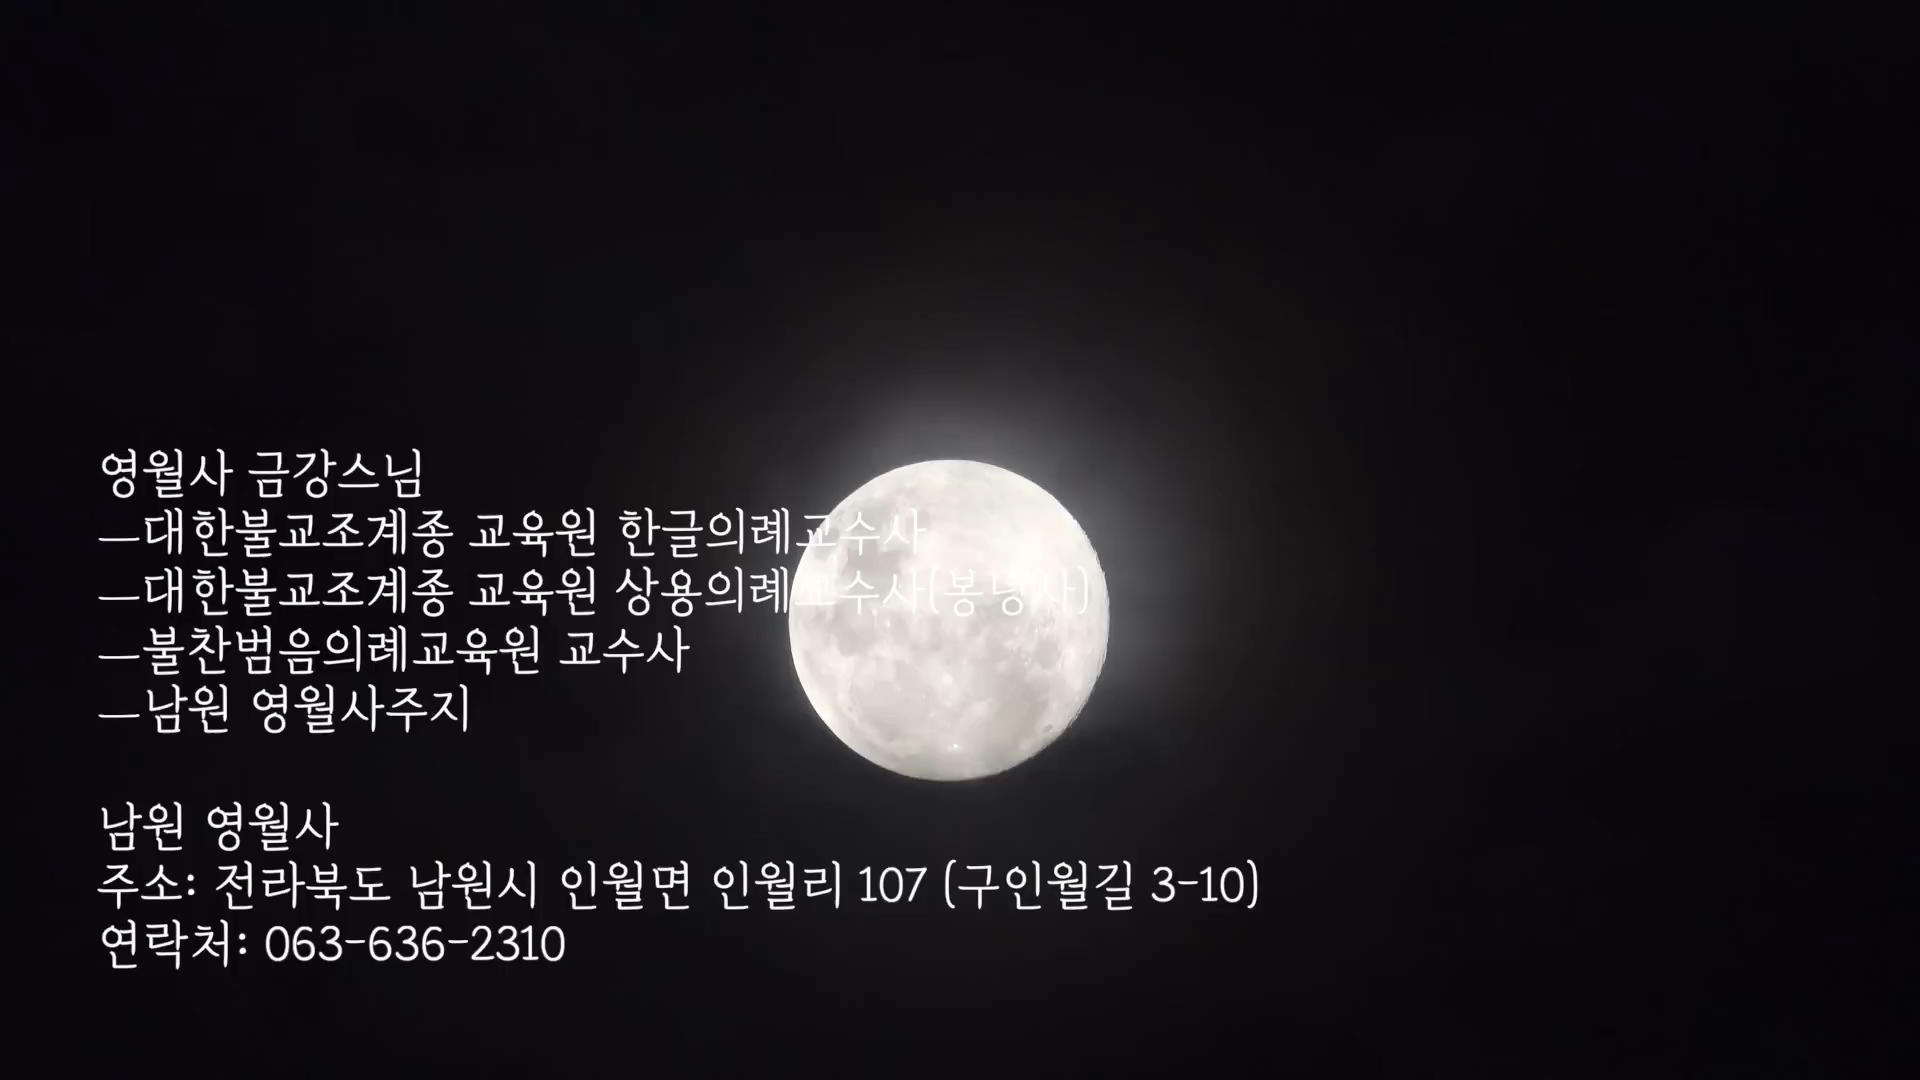 영월사 금강스님
—대한불교조계종 교육원 한글의례교수사
—대한불교조계종 교육원 상용의례교수사(봉녕사)
—불찬범음의례교육원 교수사
—남원 영월사주지
남원 영월사
주소: 전라북도 남원시 인월면 인월리 107 (구인월길 3-10)
연락처: 063-636-2310